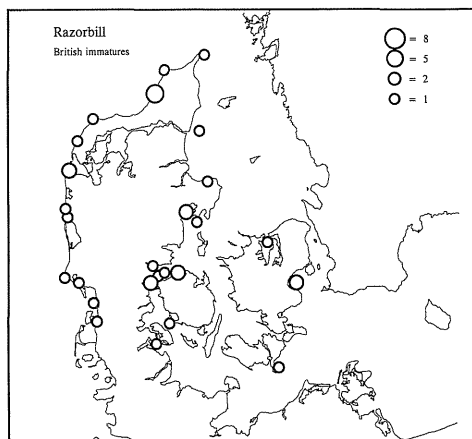 Razorbill
British immatures
= 8
= 5
= 2
= 1